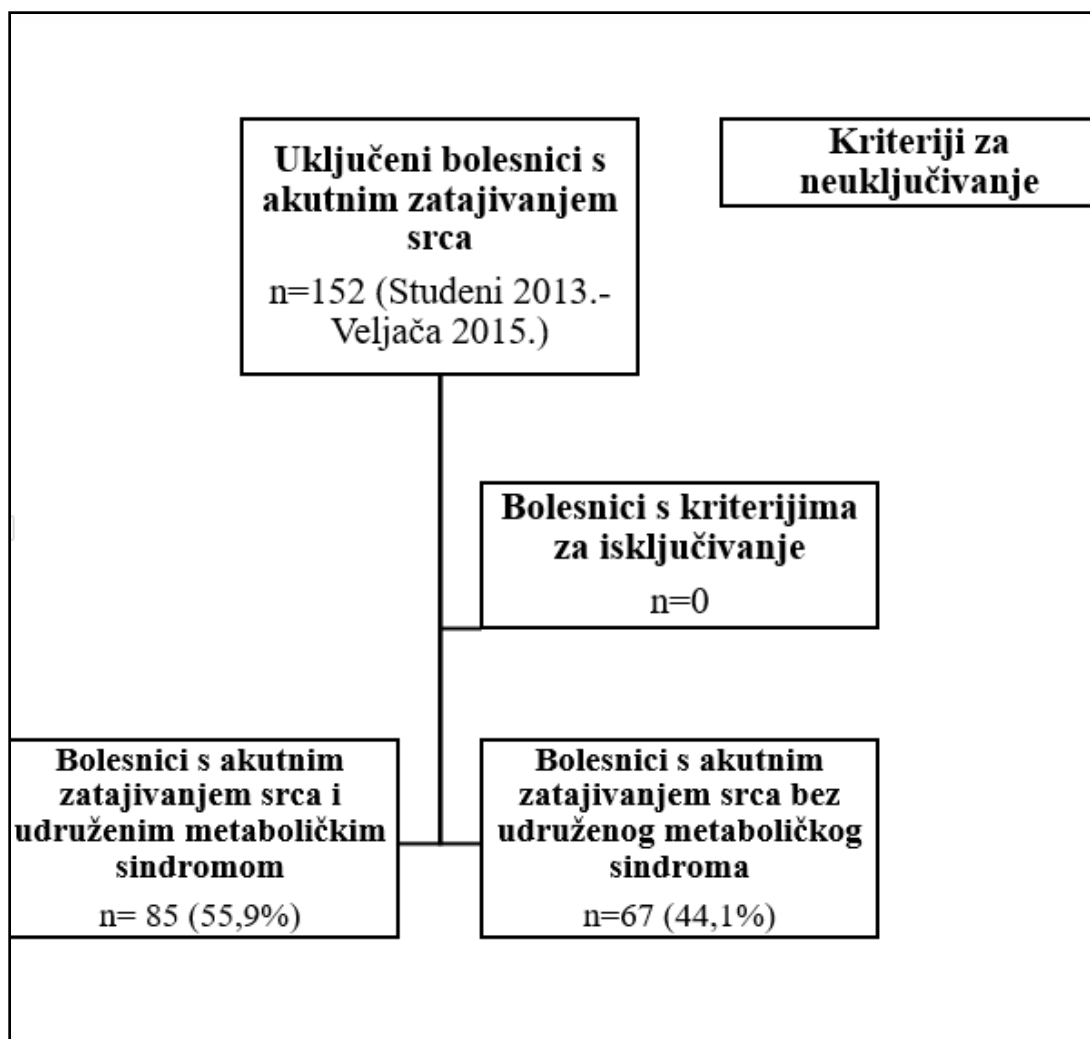 Uključeni bolesnici s
akutnim zatajivanjem
srca
n=152 (Studeni 2013.-
Veljača 2015.)
Kriteriji za
neuključivanje
Bolesnici s kriterijima
za isključivanje
n=0
Bolesnici s akutnim
zatajivanjem srca i
udruženim metaboličkim
sindromom
n= 85 (55,9%)
Bolesnici s akutnim
zatajivanjem srca bez
udruženog metaboličkog
sindroma
n=67 (44,1%)